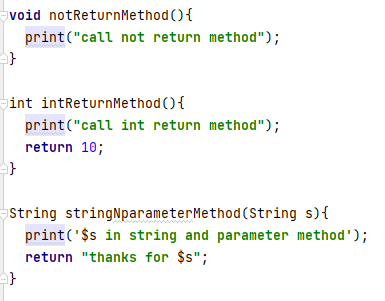 void notReturnMethod(){
print("call not return method");
}
int intReturnMethod(){
print("call int return method");
return 10;
}
String stringNparameterMethod(String s){
print('$s in string and parameter method');
return "thanks for $s";
}